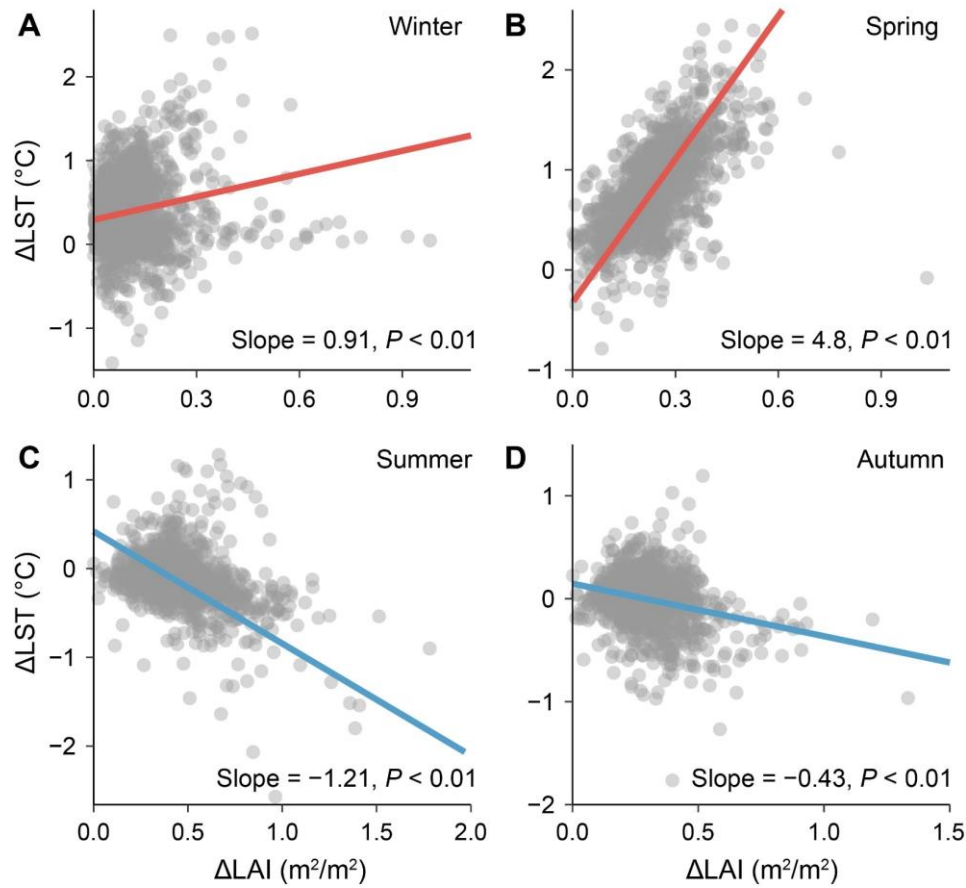 A
Winter
2
1
0
−1
ΔLST (°C)
Slope = 0.91, P < 0.01
0.0 0.3 0.6 0.9
B
Spring
2
1
0
−1
Slope = 4.8, P < 0.01
0.0 0.3 0.6 0.9
C
Summer
1
0
−1
−2
ΔLST (°C)
Slope = −1.21, P < 0.01
0.0 0.5 1.0 1.5 2.0
ΔLAI (m²/m²)
D
Autumn
1
0
−1
−2
Slope = −0.43, P < 0.01
0.0 0.5 1.0 1.5
ΔLAI (m²/m²)